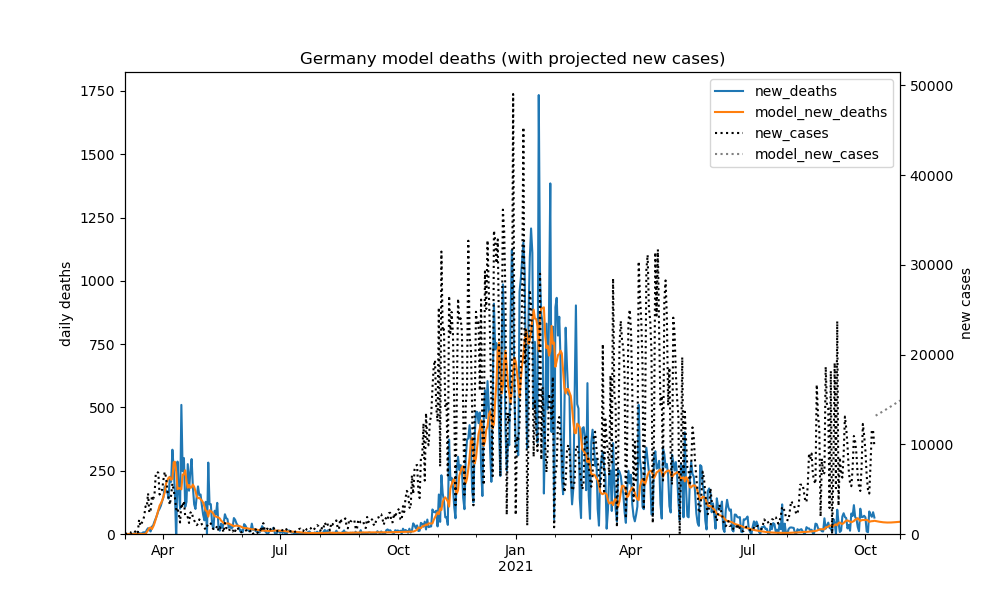 Germany model deaths (with projected new cases)
new_deaths
model_new_deaths
new_cases
model_new_cases
1750
1500
1250
1000
750
500
250
0
daily deaths
50000
40000
30000
20000
10000
0
new cases
Apr
Jul
Oct
Jan
2021
Apr
Jul
Oct